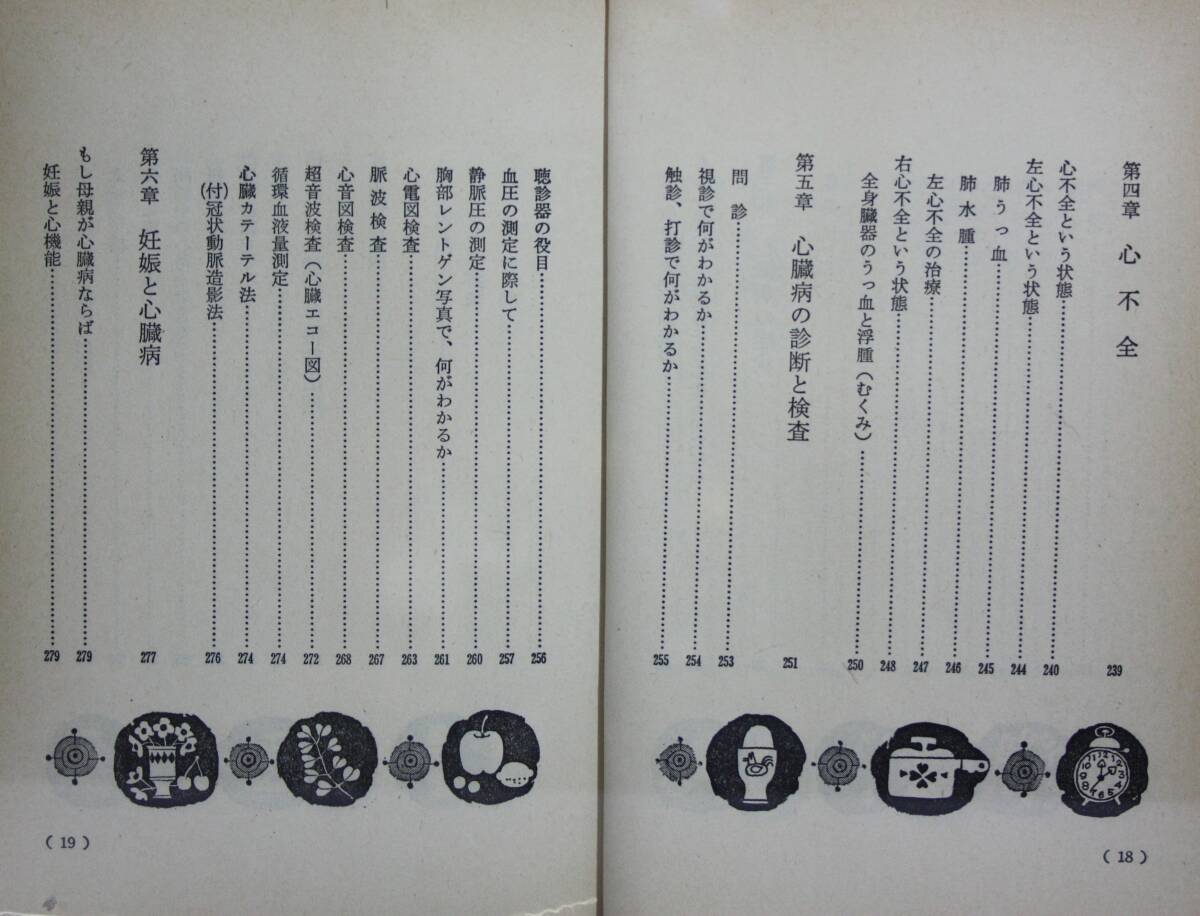 第四章 心不全 239
心不全という状態 240
左心不全という状態 244
肺うっ血 245
肺水腫 246
左心不全の治療 247
右心不全という状態 248
全身臓器のうっ血と浮腫(むくみ) 250
第五章 心臓病の診断と検査 251
問診 253
視診で何がわかるか 254
触診、打診で何がわかるか 255
(18)
聴診器の役目 256
血圧の測定に際して 257
静脈圧の測定 260
胸部レントゲン写真で、何がわかるか 261
心電図検査 263
脈波検査 267
心音図検査 268
超音波検査(心臓エコー図) 272
循環血液量測定 274
心臓カテーテル法 274
(付)冠状動脈造影法 276
第六章 妊娠と心臓病 277
もし母親が心臓病ならば 279
妊娠と心機能 279
(19)